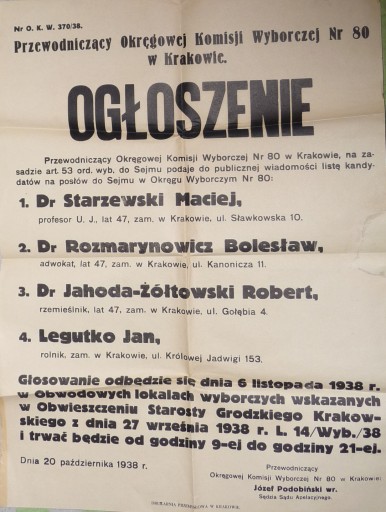 Nr O. K. W. 370/38.
Przewodniczący Okręgowej Komisji Wyborczej Nr 80
w Krakowie.
OGŁOSZENIE
Przewodniczący Okręgowej Komisji Wyborczej Nr 80 w Krakowie, na za-
sadzie art. 53 ord. wyb. do Sejmu podaje do publicznej wiadomości listę kandy-
datów na posłów do Sejmu w Okręgu Wyborczym Nr 80:
1. Dr Starzewski Maciej,
profesor U. J., lat 47, zam. w Krakowie, ul. Sławkowska 10.
2. Dr Rozmarynowicz Bolesław,
adwokat, lat 47, zam. w Krakowie, ul. Kanonicza 11.
3. Dr Jahoda-Żółtowski Robert,
rzemieślnik, lat 47, zam. w Krakowie, ul. Gołębia 4.
4. Legutko Jan,
rolnik, zam. w Krakowie, ul. Królowej Jadwigi 153.
Głosowanie odbędzie się dnia 6 listopada 1938 r.
w Obwodowych lokalach wyborczych wskazanych
w Obwieszczeniu Starosty Grodzkiego Krakow-
skiego z dnia 27 września 1938 r. L. 14/Wyb./38
i trwać będzie od godziny 9-ej do godziny 21-ej.
Dnia 20 października 1938 r.
Przewodniczący
Okręgowej Komisji Wyborczej Nr 80 w Krakowie:
Józef Podobiński wr.
Sędzia Sądu Apelacyjnego.
DRUKARNIA PRZEMYSŁOWA W KRAKOWIE.